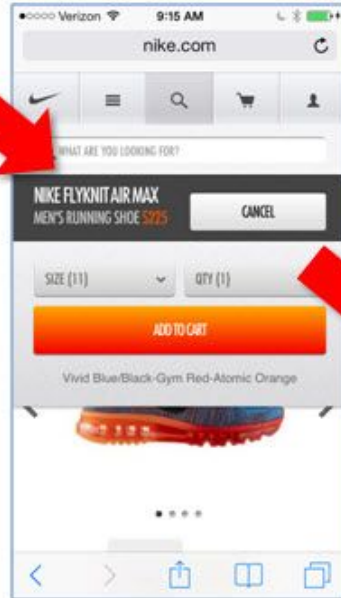 Verizon 9:15 AM
nike.com
WHAT ARE YOU LOOKING FOR?
NIKE FLYKNIT AIR MAX
MEN'S RUNNING SHOE $225
CANCEL
SIZE (11) QTY (1)
ADD TO CART
Vivid Blue/Black-Gym Red-Atomic Orange